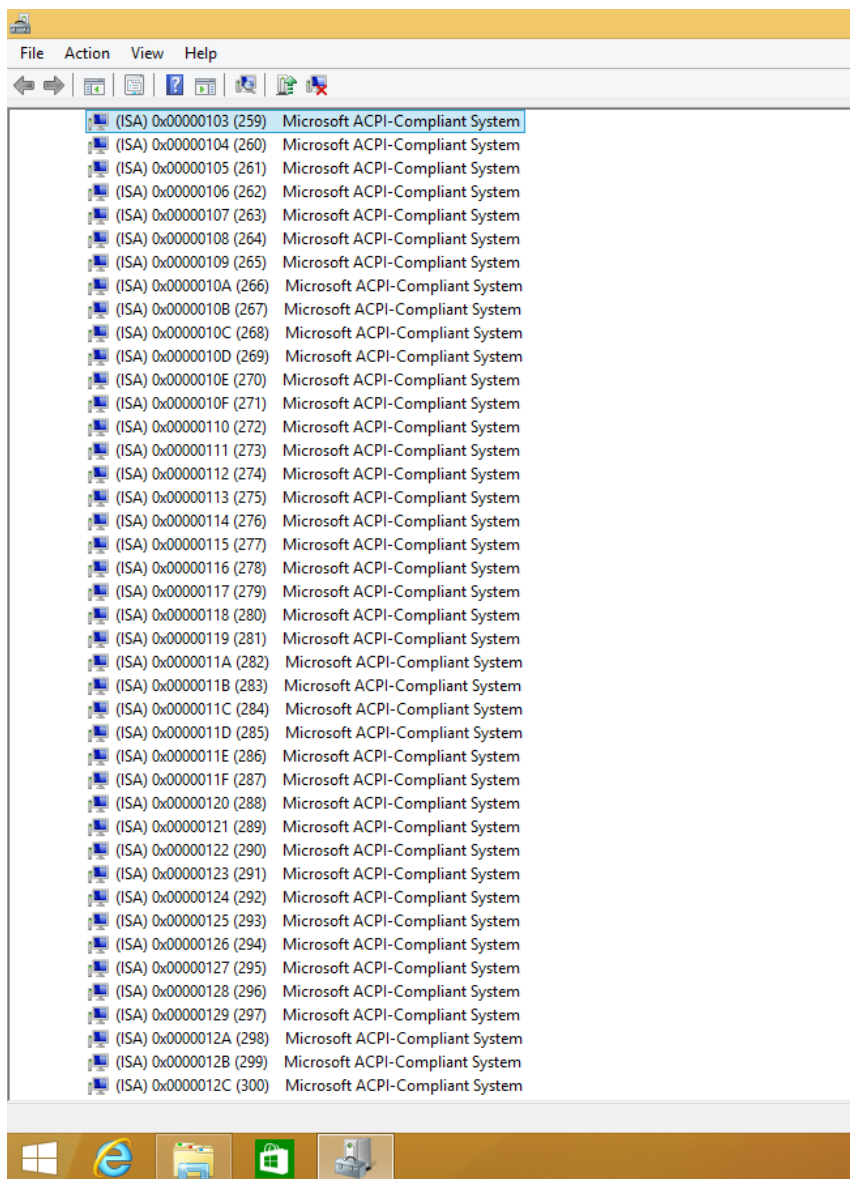 File Action View Help
(ISA) 0x00000103 (259) Microsoft ACPI-Compliant System
(ISA) 0x00000104 (260) Microsoft ACPI-Compliant System
(ISA) 0x00000105 (261) Microsoft ACPI-Compliant System
(ISA) 0x00000106 (262) Microsoft ACPI-Compliant System
(ISA) 0x00000107 (263) Microsoft ACPI-Compliant System
(ISA) 0x00000108 (264) Microsoft ACPI-Compliant System
(ISA) 0x00000109 (265) Microsoft ACPI-Compliant System
(ISA) 0x0000010A (266) Microsoft ACPI-Compliant System
(ISA) 0x0000010B (267) Microsoft ACPI-Compliant System
(ISA) 0x0000010C (268) Microsoft ACPI-Compliant System
(ISA) 0x0000010D (269) Microsoft ACPI-Compliant System
(ISA) 0x0000010E (270) Microsoft ACPI-Compliant System
(ISA) 0x0000010F (271) Microsoft ACPI-Compliant System
(ISA) 0x00000110 (272) Microsoft ACPI-Compliant System
(ISA) 0x00000111 (273) Microsoft ACPI-Compliant System
(ISA) 0x00000112 (274) Microsoft ACPI-Compliant System
(ISA) 0x00000113 (275) Microsoft ACPI-Compliant System
(ISA) 0x00000114 (276) Microsoft ACPI-Compliant System
(ISA) 0x00000115 (277) Microsoft ACPI-Compliant System
(ISA) 0x00000116 (278) Microsoft ACPI-Compliant System
(ISA) 0x00000117 (279) Microsoft ACPI-Compliant System
(ISA) 0x00000118 (280) Microsoft ACPI-Compliant System
(ISA) 0x00000119 (281) Microsoft ACPI-Compliant System
(ISA) 0x0000011A (282) Microsoft ACPI-Compliant System
(ISA) 0x0000011B (283) Microsoft ACPI-Compliant System
(ISA) 0x0000011C (284) Microsoft ACPI-Compliant System
(ISA) 0x0000011D (285) Microsoft ACPI-Compliant System
(ISA) 0x0000011E (286) Microsoft ACPI-Compliant System
(ISA) 0x0000011F (287) Microsoft ACPI-Compliant System
(ISA) 0x00000120 (288) Microsoft ACPI-Compliant System
(ISA) 0x00000121 (289) Microsoft ACPI-Compliant System
(ISA) 0x00000122 (290) Microsoft ACPI-Compliant System
(ISA) 0x00000123 (291) Microsoft ACPI-Compliant System
(ISA) 0x00000124 (292) Microsoft ACPI-Compliant System
(ISA) 0x00000125 (293) Microsoft ACPI-Compliant System
(ISA) 0x00000126 (294) Microsoft ACPI-Compliant System
(ISA) 0x00000127 (295) Microsoft ACPI-Compliant System
(ISA) 0x00000128 (296) Microsoft ACPI-Compliant System
(ISA) 0x00000129 (297) Microsoft ACPI-Compliant System
(ISA) 0x0000012A (298) Microsoft ACPI-Compliant System
(ISA) 0x0000012B (299) Microsoft ACPI-Compliant System
(ISA) 0x0000012C (300) Microsoft ACPI-Compliant System